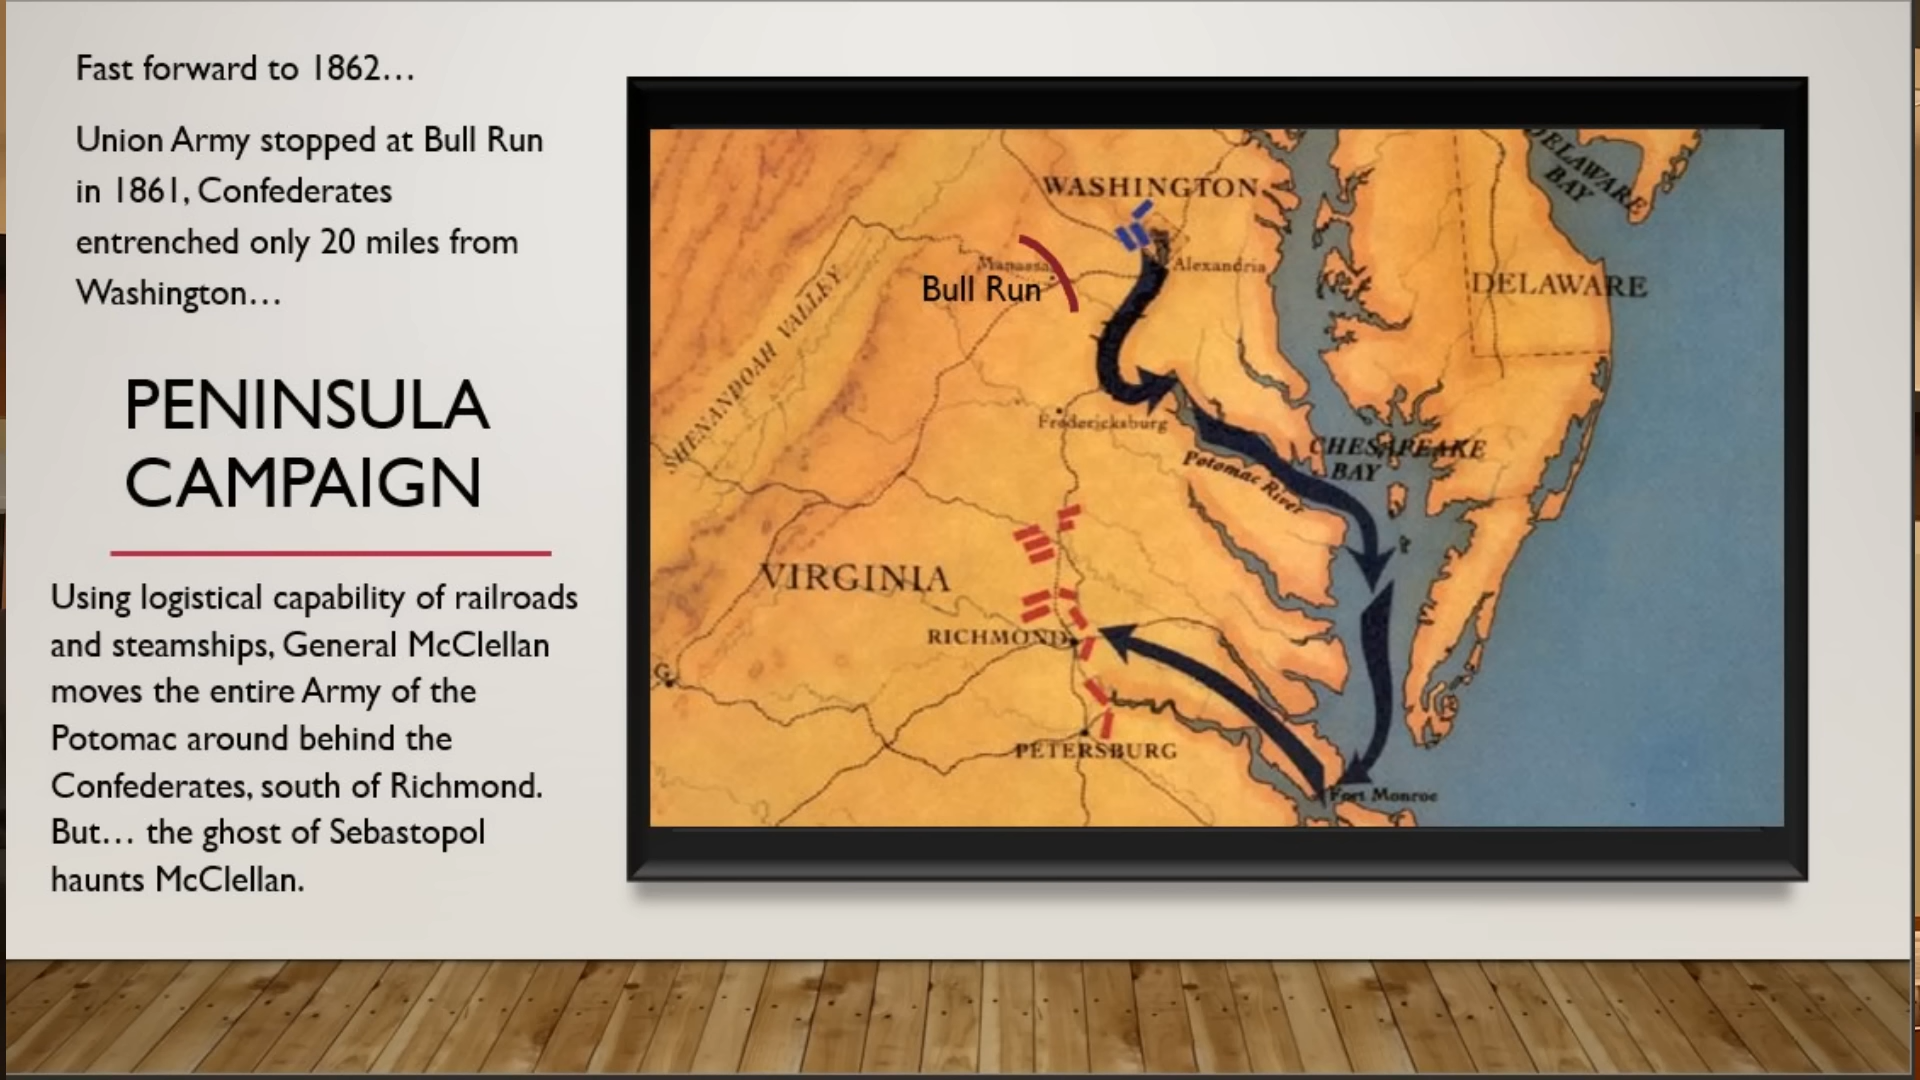 Fast forward to 1862…
Union Army stopped at Bull Run
in 1861, Confederates
entrenched only 20 miles from
Washington…
PENINSULA
CAMPAIGN
Using logistical capability of railroads
and steamships, General McClellan
moves the entire Army of the
Potomac around behind the
Confederates, south of Richmond.
But… the ghost of Sebastopol
haunts McClellan.
DELAWARE
BAY
WASHINGTON
Manassa
Alexandria
Bull Run
DELAWARE
SHENANDOAH VALLEY
Fredericksburg
CHESAPEAKE
BAY
Potomac River
VIRGINIA
RICHMOND
PETERSBURG
Fort Monroe